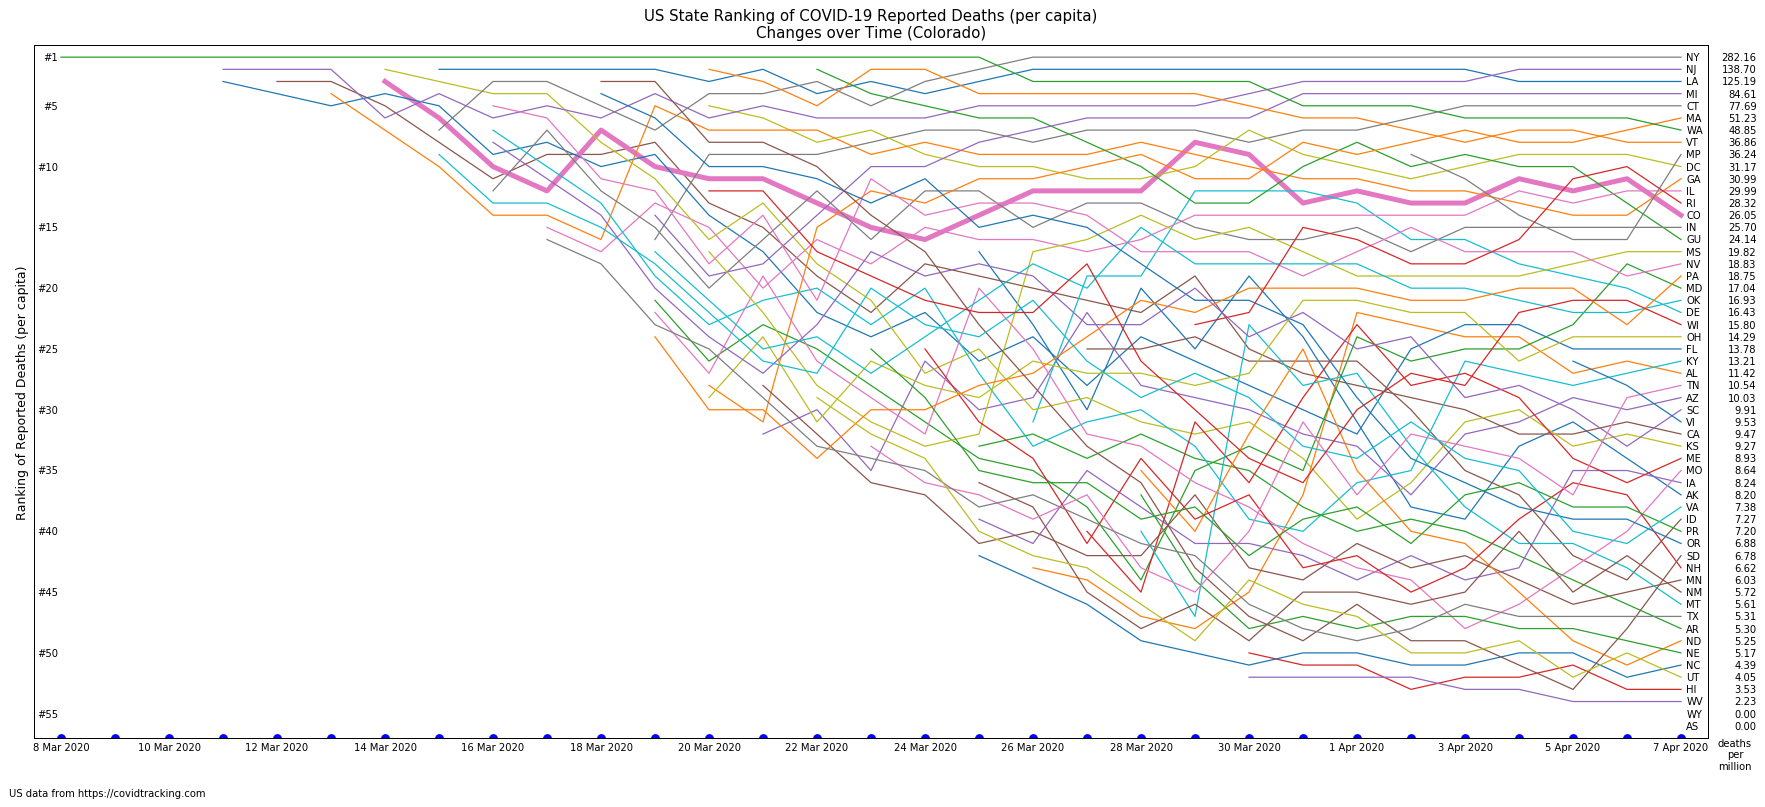 US State Ranking of COVID-19 Reported Deaths (per capita)
Changes over Time (Colorado)
Ranking of Reported Deaths (per capita)
#1
#5
#10
#15
#20
#25
#30
#35
#40
#45
#50
#55
NY 282.16
NJ 138.70
LA 125.19
MI 84.61
CT 77.69
MA 51.23
WA 48.85
VT 36.86
MP 36.24
DC 31.17
GA 30.99
IL 29.99
RI 28.32
CO 26.05
IN 25.70
GU 24.14
MS 19.82
NV 18.83
PA 18.75
MD 17.04
OK 16.93
DE 16.43
WI 15.80
OH 14.29
FL 13.78
KY 13.21
AL 11.42
TN 10.54
AZ 10.03
SC 9.91
VI 9.53
CA 9.47
KS 9.27
ME 8.93
MO 8.64
IA 8.24
AK 8.20
VA 7.38
ID 7.27
PR 7.20
OR 6.88
SD 6.78
NH 6.62
MN 6.03
NM 5.72
MT 5.61
TX 5.31
AR 5.30
ND 5.25
NE 5.17
NC 4.39
UT 4.05
HI 3.53
WV 2.23
WY 0.00
AS 0.00
8 Mar 2020 10 Mar 2020 12 Mar 2020 14 Mar 2020 16 Mar 2020 18 Mar 2020 20 Mar 2020 22 Mar 2020 24 Mar 2020 26 Mar 2020 28 Mar 2020 30 Mar 2020 1 Apr 2020 3 Apr 2020 5 Apr 2020 7 Apr 2020
deaths
per
million
US data from https://covidtracking.com